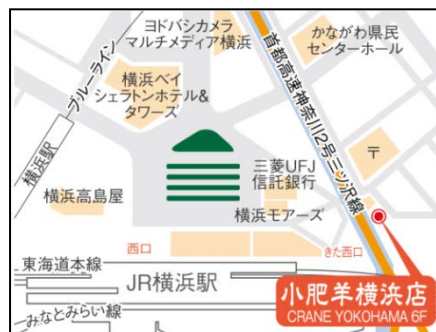 ヨドバシカメラ
マルチメディア横浜
かながわ県民
センターホール
首都高速神奈川2号三ツ沢線
ブルーライン
横浜ベイ
シェラトンホテル&
タワーズ
横浜駅
〒
三菱UFJ
信託銀行
横浜高島屋
横浜モアーズ
西口
きた西口
東海道本線
JR横浜駅
みなとみらい線
小肥羊横浜店
CRANE YOKOHAMA 6F